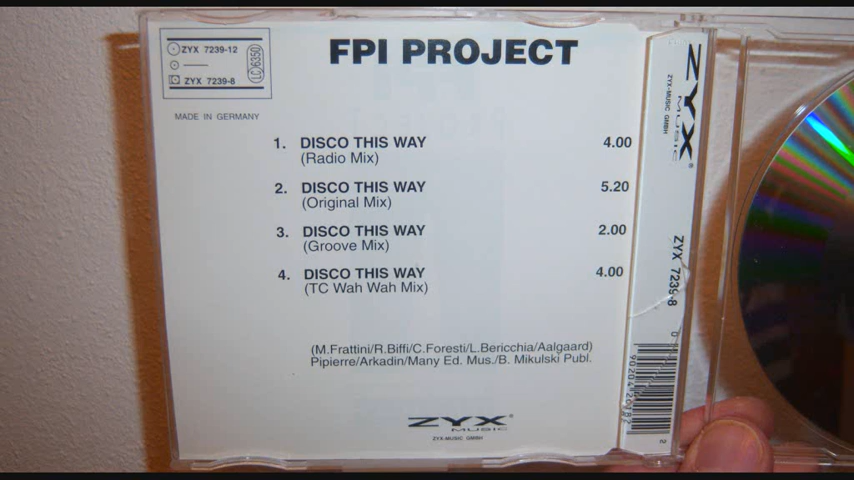 ZYX 7239-12
ZYX 7239-8
LC 6350
MADE IN GERMANY
FPI PROJECT
1. DISCO THIS WAY 4.00
(Radio Mix)
2. DISCO THIS WAY 5.20
(Original Mix)
3. DISCO THIS WAY 2.00
(Groove Mix)
4. DISCO THIS WAY 4.00
(TC Wah Wah Mix)
(M.Frattini/R.Biffi/C.Foresti/L.Bericchia/Aalgaard)
Pipierre/Arkadin/Many Ed. Mus./B. Mikulski Publ.
ZYX®
MUSIC
ZYX-MUSIC GMBH
ZYX®
MUSIC
ZYX-MUSIC GMBH
ZYX 7239-8